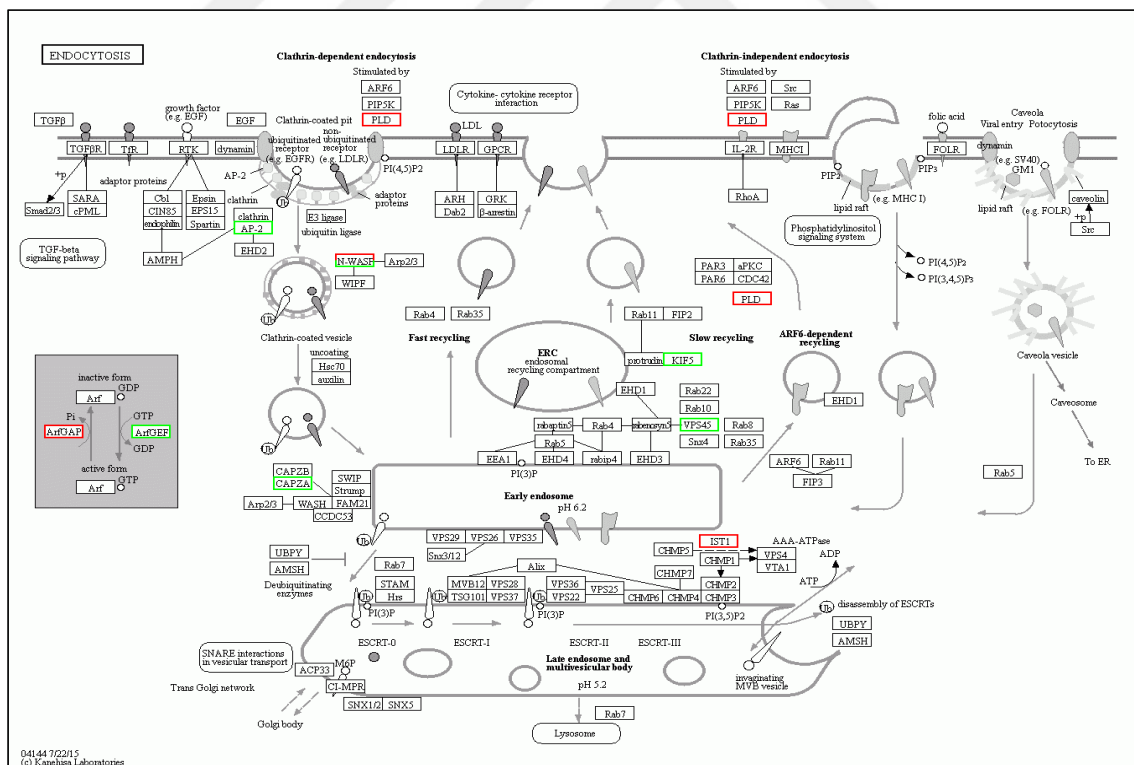 ENDOCYTOSIS
Clathrin-dependent endocytosis
Stimulated by
ARF6
PIP5K
PLD
Clathrin-coated pit
Cytokine- cytokine receptor
interaction
Clathrin-independent endocytosis
Stimulated by
ARF6
Src
PIP5K
Ras
PLD
growth factor
(e.g. EGF)
TGFβ
EGF
LDL
folic acid
Caveola
Viral entry Potocytosis
TGFβR
TfR
RTK
dynamin
ubiquitinated
receptor
(e.g. EGFR)
non-
ubiquitinated
receptor
(e.g. LDLR)
LDLR
GPCR
IL-2R
MHCI
FOLR
dynamin
(e.g. SV40)
GM1
PI(4,5)P2
PIP2
PIP3
+p
adaptor proteins
AP-2
SARA
cPML
Smad2/3
Cbl
CIN85
endophilin
Epsin
EPS15
Spartin
clathrin
clathrin
AP-2
EHD2
AMPH
Ub
adaptor
proteins
E3 ligase
ubiquitin ligase
ARH
Dab2
GRK
β-arrestin
RhoA
lipid raft
(e.g. MHC I)
lipid raft
(e.g. FOLR)
caveolin
+p
Src
TGF-beta
signaling pathway
Phosphatidylinositol
signaling system
N-WASP
Arp2/3
WIPF
PAR3
aPKC
PAR6
CDC42
PLD
PI(4,5)P2
PI(3,4,5)P3
Ub
Clathrin-coated vesicle
Rab4
Rab35
Rab11
FIP2
Fast recycling
Slow recycling
ARF6-dependent
recycling
uncoating
Hsc70
auxilin
ERC
endosomal
recycling compartment
protrudin
KIF5
Caveola vesicle
inactive form
GDP
Arf
Pi
GTP
ArfGAP
ArfGEF
GDP
active form
GTP
Arf
EHD1
Rab22
Rab10
EHD1
Caveosome
rabaptin5
Rab4
rabenosyn5
VPS45
Rab8
Rab5
Snx4
Rab35
Ub
EEA1
EHD4
rabip4
EHD3
PI(3)P
To ER
ARF6
Rab11
FIP3
Rab5
CAPZB
CAPZA
SWIP
Strump
Arp2/3
WASH
FAM21
CCDC53
Early endosome
pH 6.2
Ub
VPS29
VPS26
VPS35
Snx3/12
IST1
AAA-ATPase
CHMP5
CHMP1
VPS4
VTA1
ADP
UBPY
AMSH
Deubiquitinating
enzymes
Rab7
STAM
Hrs
Alix
MVB12
VPS28
TSG101
VPS37
VPS36
VPS22
VPS25
CHMP7
CHMP6
CHMP4
CHMP2
CHMP3
ATP
Ub
Ub
Ub
PI(3)P
PI(3)P
PI(3,5)P2
Ub
disassembly of ESCRTs
UBPY
AMSH
ESCRT-0
ESCRT-I
ESCRT-II
ESCRT-III
SNARE interactions
in vesicular transport
ACP33
M6P
CI-MPR
Late endosome and
multivesicular body
pH 5.2
invaginating
MVB vesicle
Trans Golgi network
SNX1/2
SNX5
Golgi body
Rab7
Lysosome
04144 7/22/15
(c) Kanehisa Laboratories